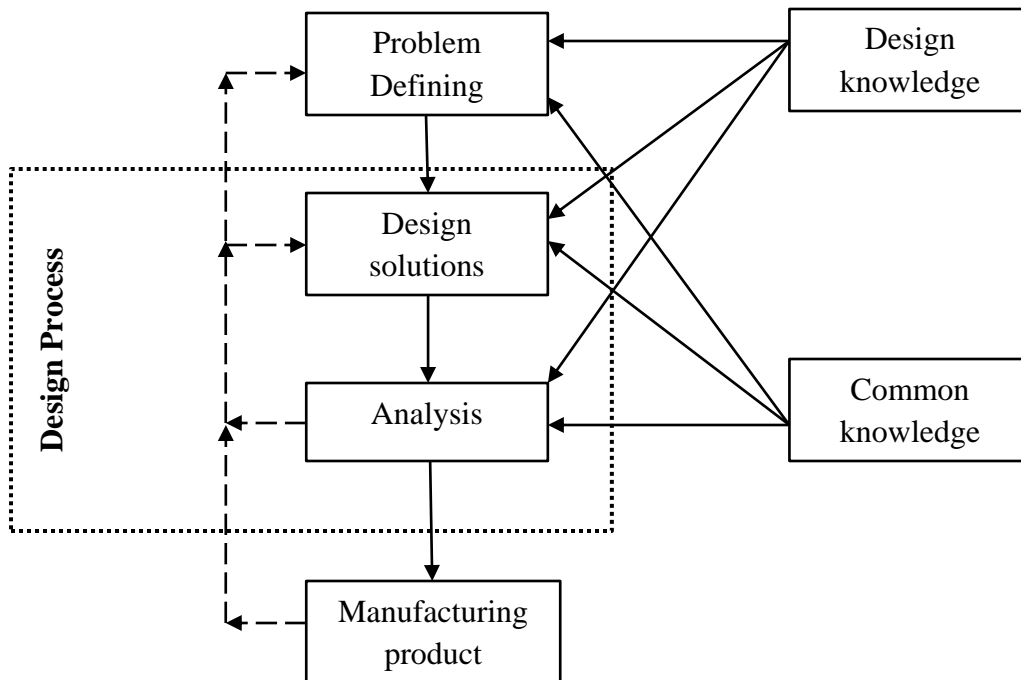 Problem
Defining
Design
knowledge
Design
solutions
Design Process
Analysis
Common
knowledge
Manufacturing
product